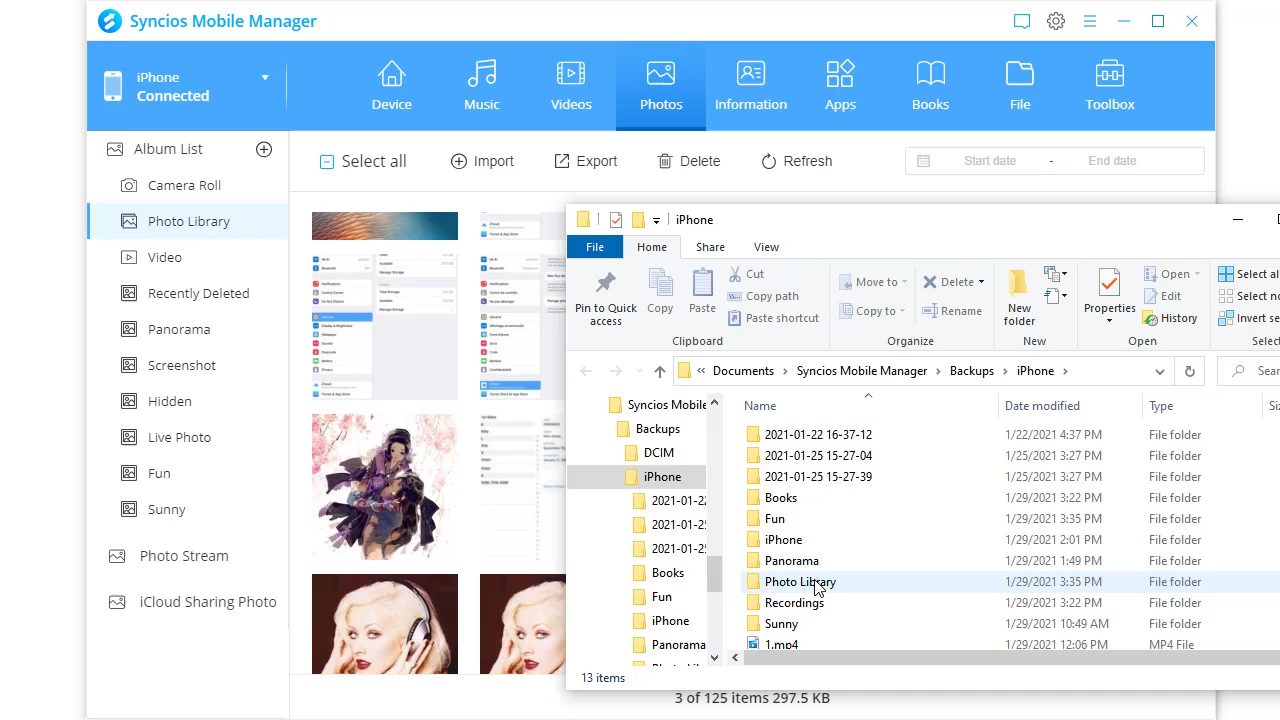 Syncios Mobile Manager
iPhone
Connected
Device
Music
Videos
Photos
Information
Apps
Books
File
Toolbox
Album List
Camera Roll
Photo Library
Video
Recently Deleted
Panorama
Screenshot
Hidden
Live Photo
Fun
Sunny
Photo Stream
iCloud Sharing Photo
Select all
Import
Export
Delete
Refresh
Start date - End date
3 of 125 items 297.5 KB
iPhone
File
Home
Share
View
Pin to Quick access
Copy
Paste
Cut
Copy path
Paste shortcut
Clipboard
Move to
Copy to
Delete
Rename
Organize
New folder
New
Properties
Open
Edit
History
Open
Select
« Documents › Syncios Mobile Manager › Backups › iPhone ›
Syncios Mobile
Backups
DCIM
iPhone
Books
Fun
iPhone
Panorama
Name Date modified Type
2021-01-22 16-37-12 1/22/2021 4:37 PM File folder
2021-01-25 15-27-04 1/25/2021 3:27 PM File folder
2021-01-25 15-27-39 1/25/2021 3:27 PM File folder
Books 1/29/2021 3:22 PM File folder
Fun 1/29/2021 3:35 PM File folder
iPhone 1/29/2021 2:01 PM File folder
Panorama 1/29/2021 1:49 PM File folder
Photo Library 1/29/2021 3:35 PM File folder
Recordings 1/29/2021 3:22 PM File folder
Sunny 1/29/2021 10:49 AM File folder
1.mp4 1/29/2021 12:06 PM MP4 File
13 items